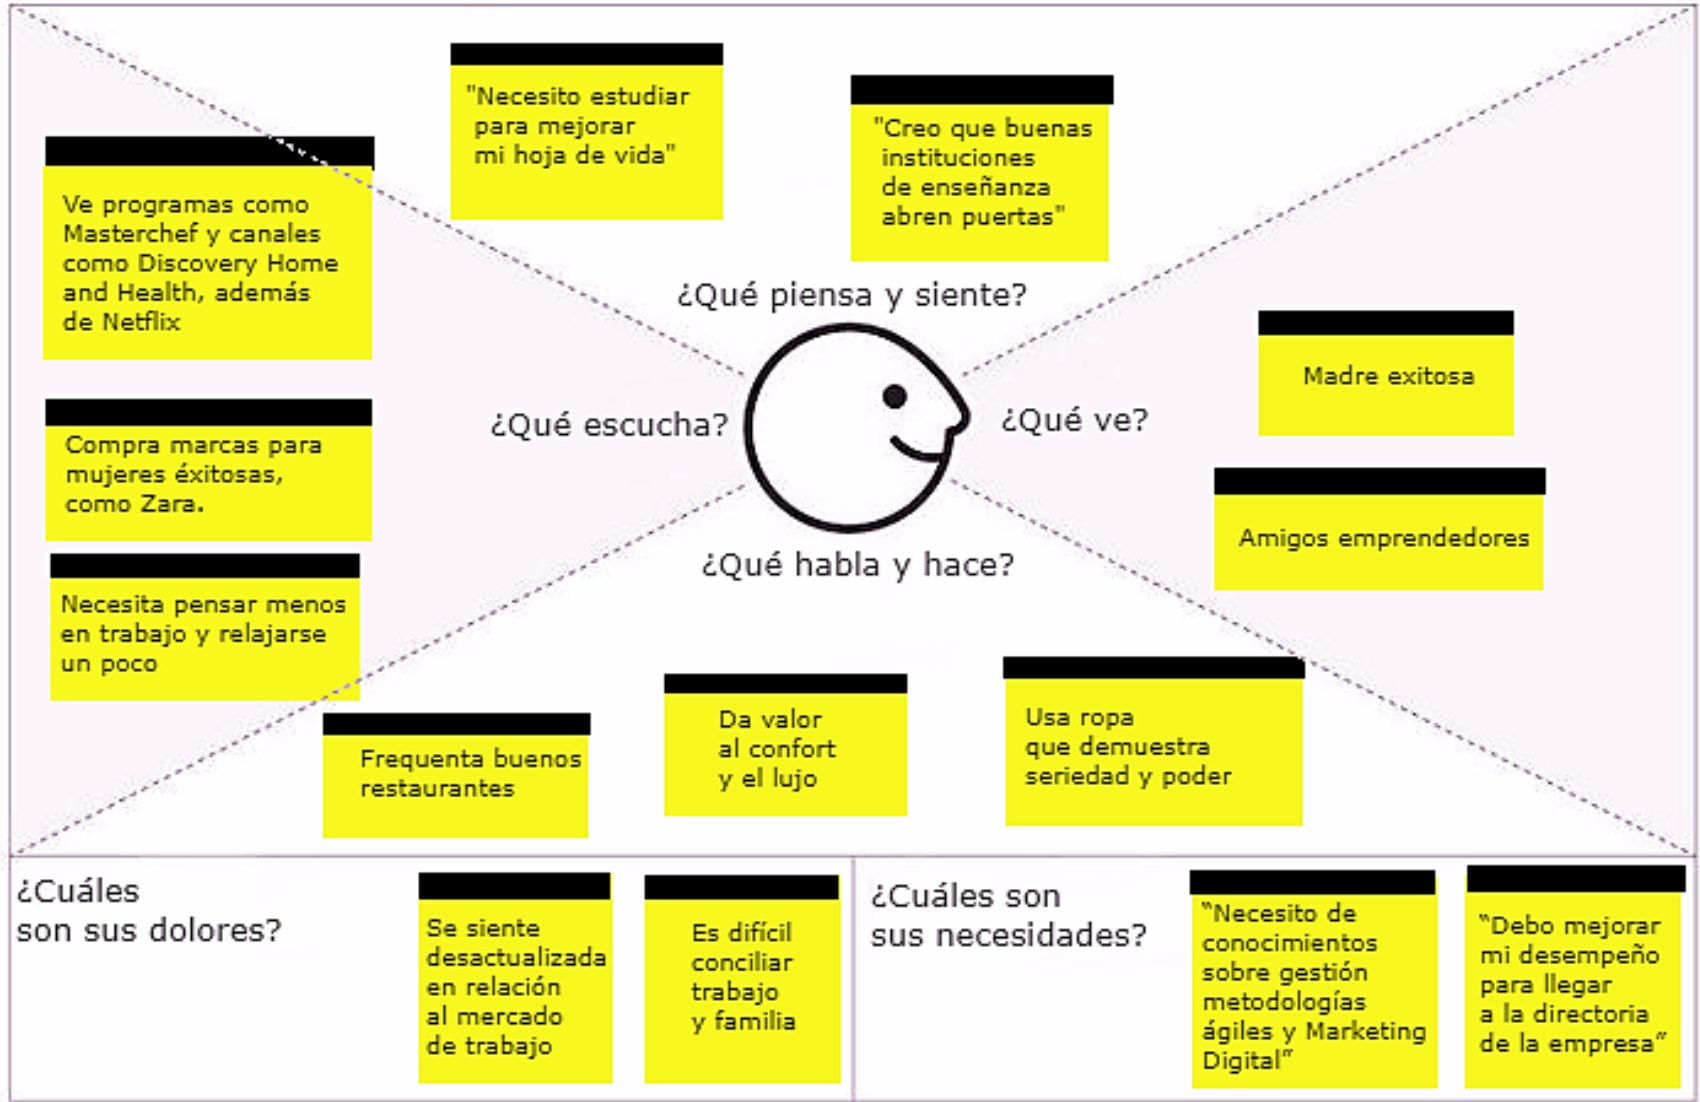 "Necesito estudiar
para mejorar
mi hoja de vida"
"Creo que buenas
instituciones
de enseñanza
abren puertas"
Ve programas como
Masterchef y canales
como Discovery Home
and Health, además
de Netflix
¿Qué piensa y siente?
Madre exitosa
¿Qué escucha?
¿Qué ve?
Compra marcas para
mujeres éxitosas,
como Zara.
Amigos emprendedores
¿Qué habla y hace?
Necesita pensar menos
en trabajo y relajarse
un poco
Frequenta buenos
restaurantes
Da valor
al confort
y el lujo
Usa ropa
que demuestra
seriedad y poder
¿Cuáles
son sus dolores?
Se siente
desactualizada
en relación
al mercado
de trabajo
Es difícil
conciliar
trabajo
y familia
¿Cuáles son
sus necesidades?
“Necesito de
conocimientos
sobre gestión
metodologías
ágiles y Marketing
Digital”
“Debo mejorar
mi desempeño
para llegar
a la directoria
de la empresa”